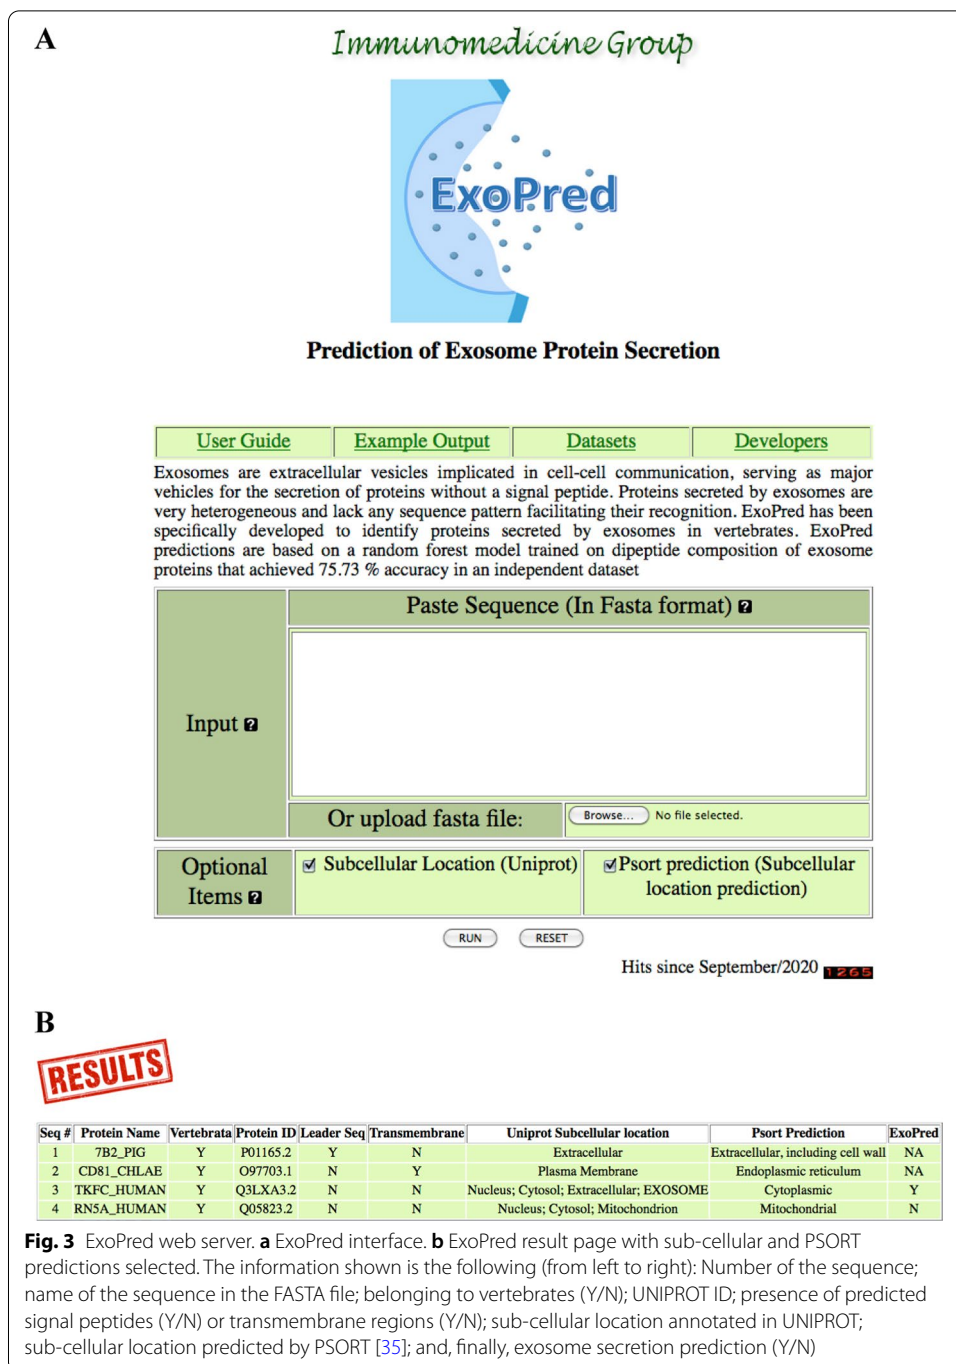 A
Immunomedicine Group
ExoPred
Prediction of Exosome Protein Secretion
User Guide Example Output Datasets Developers
Exosomes are extracellular vesicles implicated in cell-cell communication, serving as major
vehicles for the secretion of proteins without a signal peptide. Proteins secreted by exosomes are
very heterogeneous and lack any sequence pattern facilitating their recognition. ExoPred has been
specifically developed to identify proteins secreted by exosomes in vertebrates. ExoPred
predictions are based on a random forest model trained on dipeptide composition of exosome
proteins that achieved 75.73 % accuracy in an independent dataset
Paste Sequence (In Fasta format) ?
Input ?
Or upload fasta file: Browse... No file selected.
Optional Items ?
Subcellular Location (Uniprot)
Psort prediction (Subcellular
location prediction)
RUN RESET
Hits since September/2020 1265
B
RESULTS
Seq # Protein Name Vertebrata Protein ID Leader Seq Transmembrane Uniprot Subcellular location Psort Prediction ExoPred
1 7B2_PIG Y P01165.2 Y N Extracellular Extracellular, including cell wall NA
2 CD81_CHLAE Y O97703.1 N Y Plasma Membrane Endoplasmic reticulum NA
3 TKFC_HUMAN Y Q3LXA3.2 N N Nucleus; Cytosol; Extracellular; EXOSOME Cytoplasmic Y
4 RN5A_HUMAN Y Q05823.2 N N Nucleus; Cytosol; Mitochondrion Mitochondrial N
Fig. 3 ExoPred web server. a ExoPred interface. b ExoPred result page with sub-cellular and PSORT
predictions selected. The information shown is the following (from left to right): Number of the sequence;
name of the sequence in the FASTA file; belonging to vertebrates (Y/N); UNIPROT ID; presence of predicted
signal peptides (Y/N) or transmembrane regions (Y/N); sub-cellular location annotated in UNIPROT;
sub-cellular location predicted by PSORT [35]; and, finally, exosome secretion prediction (Y/N)